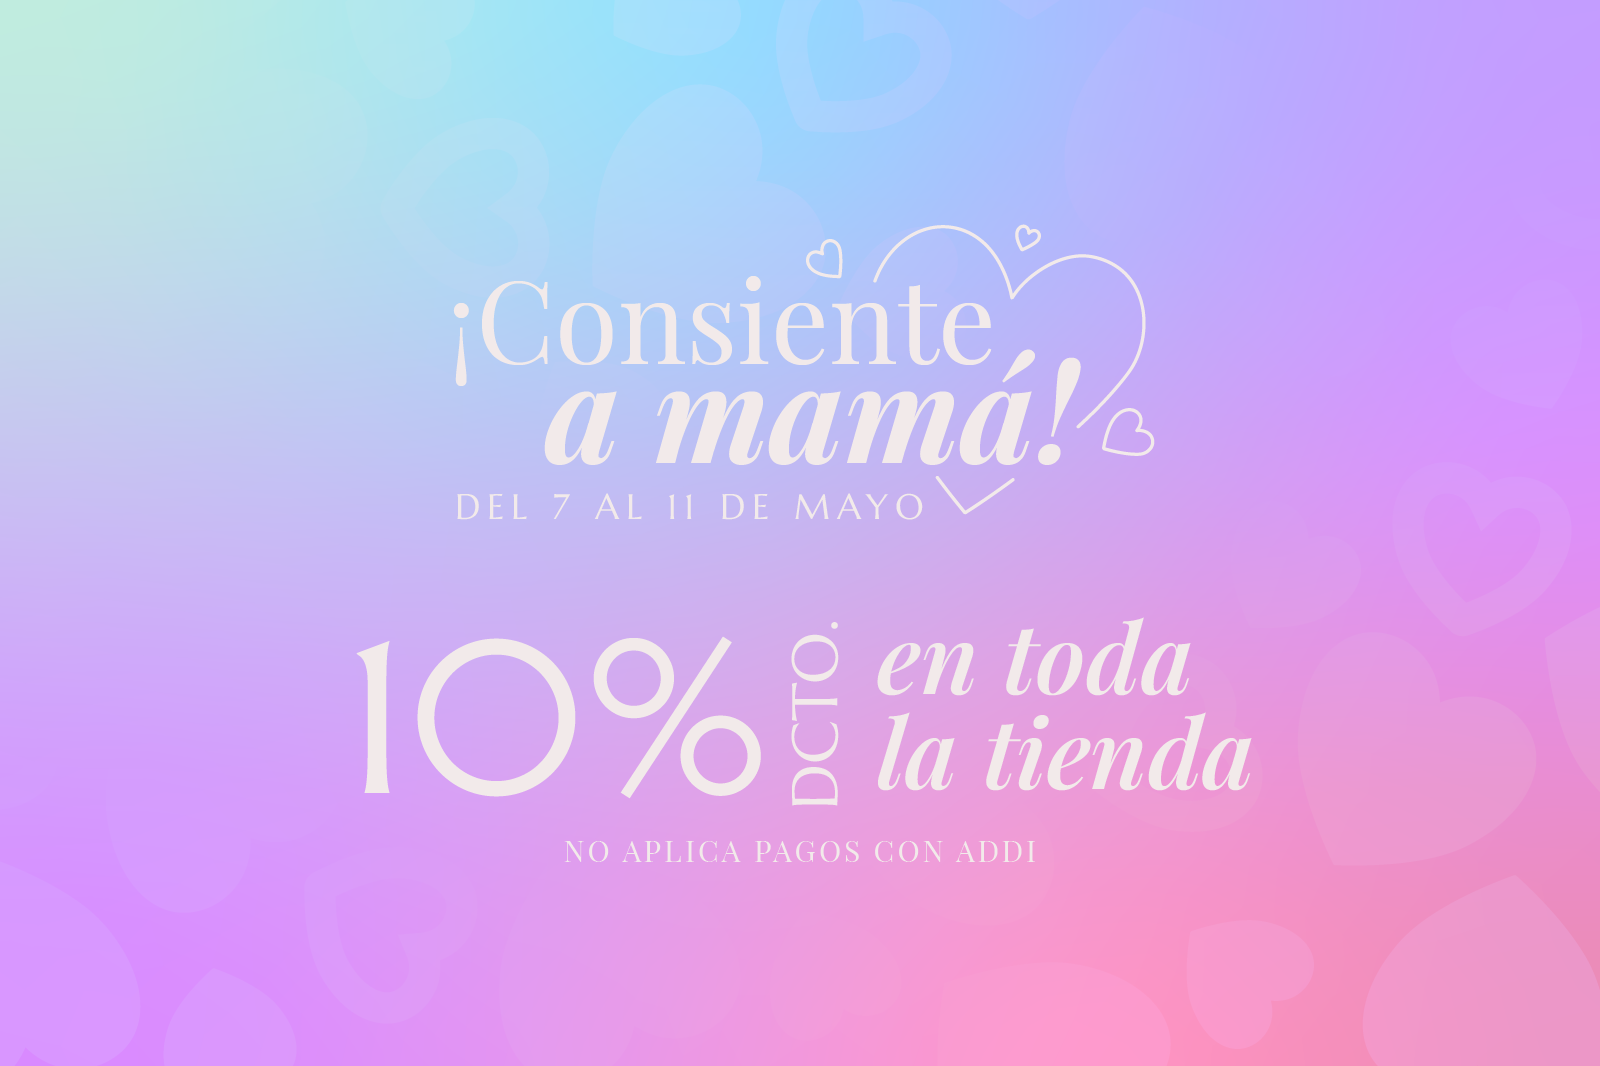 ¡Consiente
a mamá!
DEL 7 AL 11 DE MAYO
10% DCTO. en toda
la tienda
NO APLICA PAGOS CON ADDI